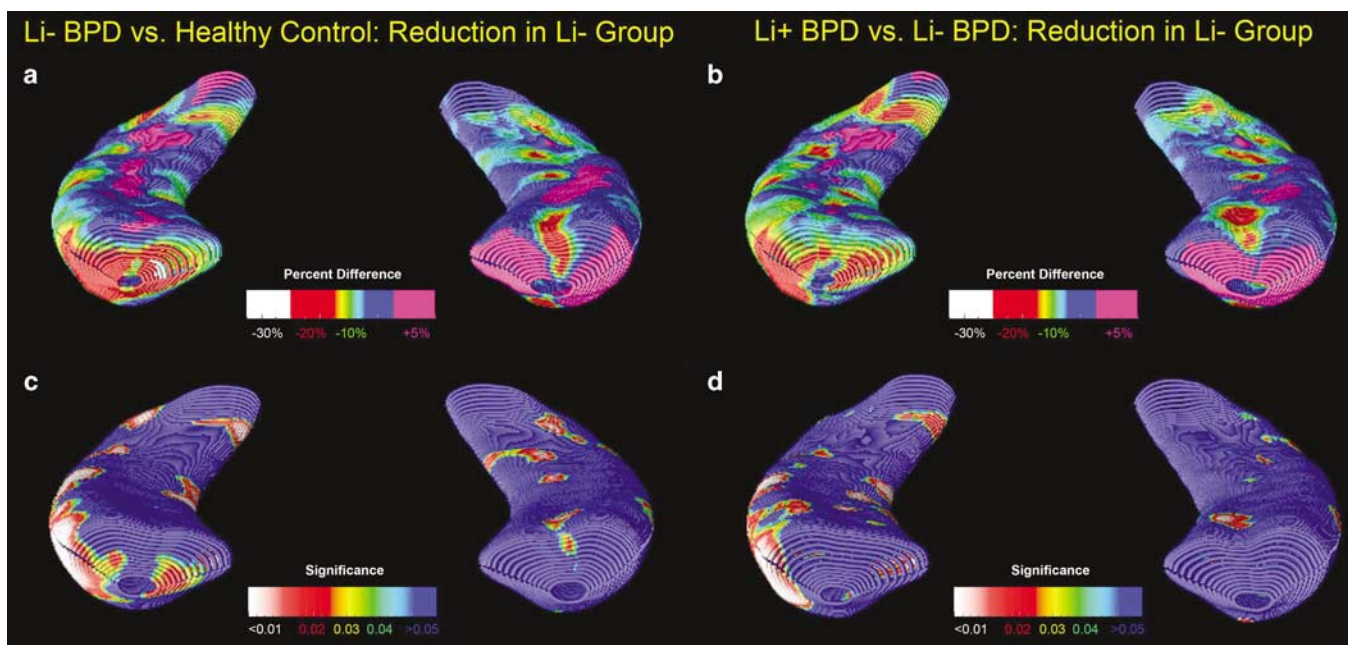 Li- BPD vs. Healthy Control: Reduction in Li- Group
Li+ BPD vs. Li- BPD: Reduction in Li- Group
a
b
Percent Difference
-30% -20% -10% +5%
Percent Difference
-30% -20% -10% +5%
c
d
Significance
<0.01 0.02 0.03 0.04 >0.05
Significance
<0.01 0.02 0.03 0.04 >0.05